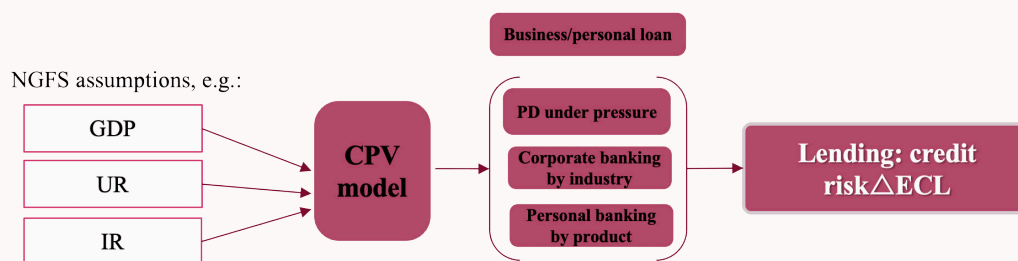 Business/personal loan
NGFS assumptions, e.g.:
GDP
UR
IR
CPV
model
PD under pressure
Corporate banking
by industry
Personal banking
by product
Lending: credit
risk△ECL